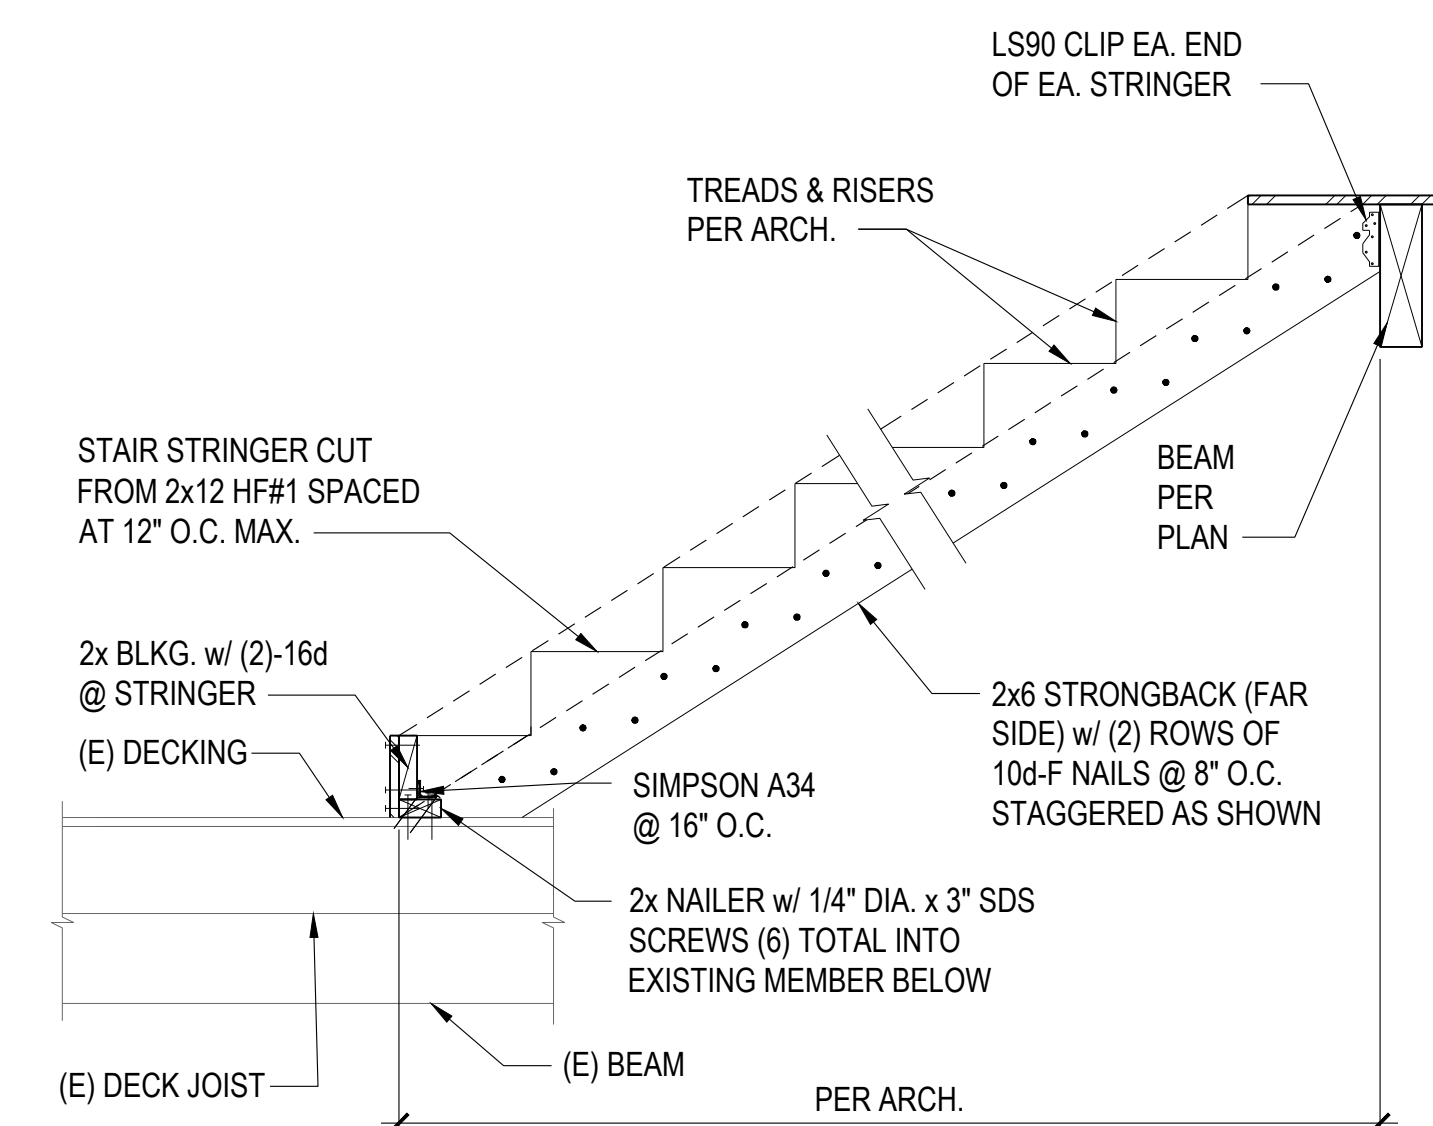 LS90 CLIP EA. END
OF EA. STRINGER
TREADS & RISERS
PER ARCH.
STAIR STRINGER CUT
FROM 2x12 HF#1 SPACED
AT 12" O.C. MAX.
BEAM
PER
PLAN
2x BLKG. w/ (2)-16d
@ STRINGER
(E) DECKING
2x6 STRONGBACK (FAR
SIDE) w/ (2) ROWS OF
10d-F NAILS @ 8" O.C.
STAGGERED AS SHOWN
SIMPSON A34
@ 16" O.C.
2x NAILER w/ 1/4" DIA. x 3" SDS
SCREWS (6) TOTAL INTO
EXISTING MEMBER BELOW
(E) BEAM
(E) DECK JOIST
PER ARCH.